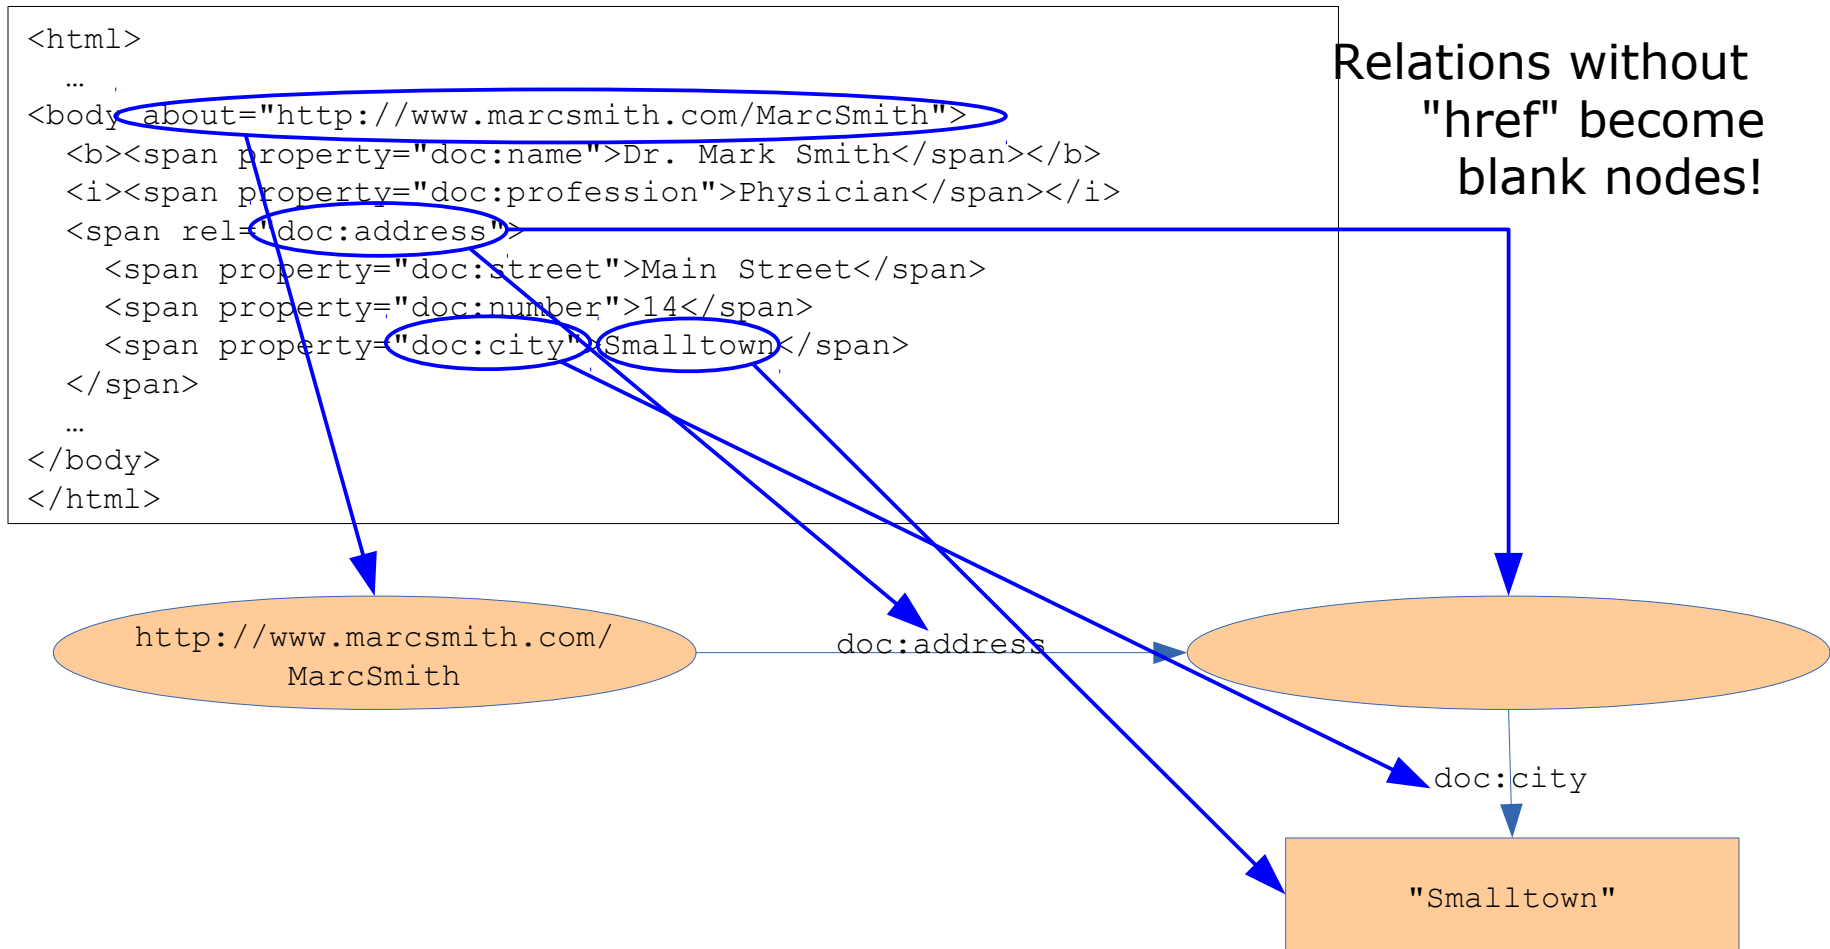 <html>
…
<body about="http://www.marcsmith.com/MarcSmith">
<b><span property="doc:name">Dr. Mark Smith</span></b>
<i><span property="doc:profession">Physician</span></i>
<span rel="doc:address">
<span property="doc:street">Main Street</span>
<span property="doc:number">14</span>
<span property="doc:city">Smalltown</span>
</span>
…
</body>
</html>
Relations without
"href" become
blank nodes!
http://www.marcsmith.com/
MarcSmith
doc:address
doc:city
"Smalltown"